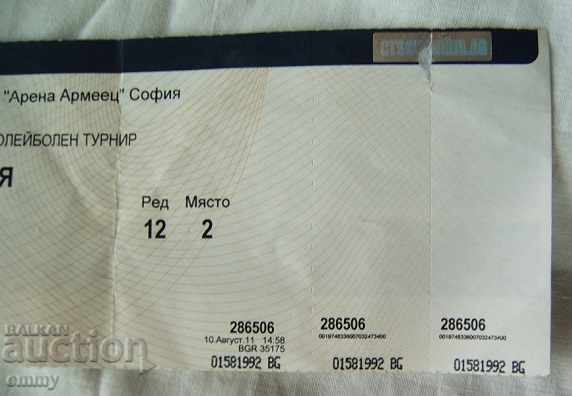 "Арена Армеец" София
ОЛЕЙБОЛЕН ТУРНИР
Я
Ред Място
12 2
286506 286506 286506
10.Август.11 14:58
BGR 35175
01581992 BG 01581992 BG 01581992 BG
BALKAN
auction
emmy